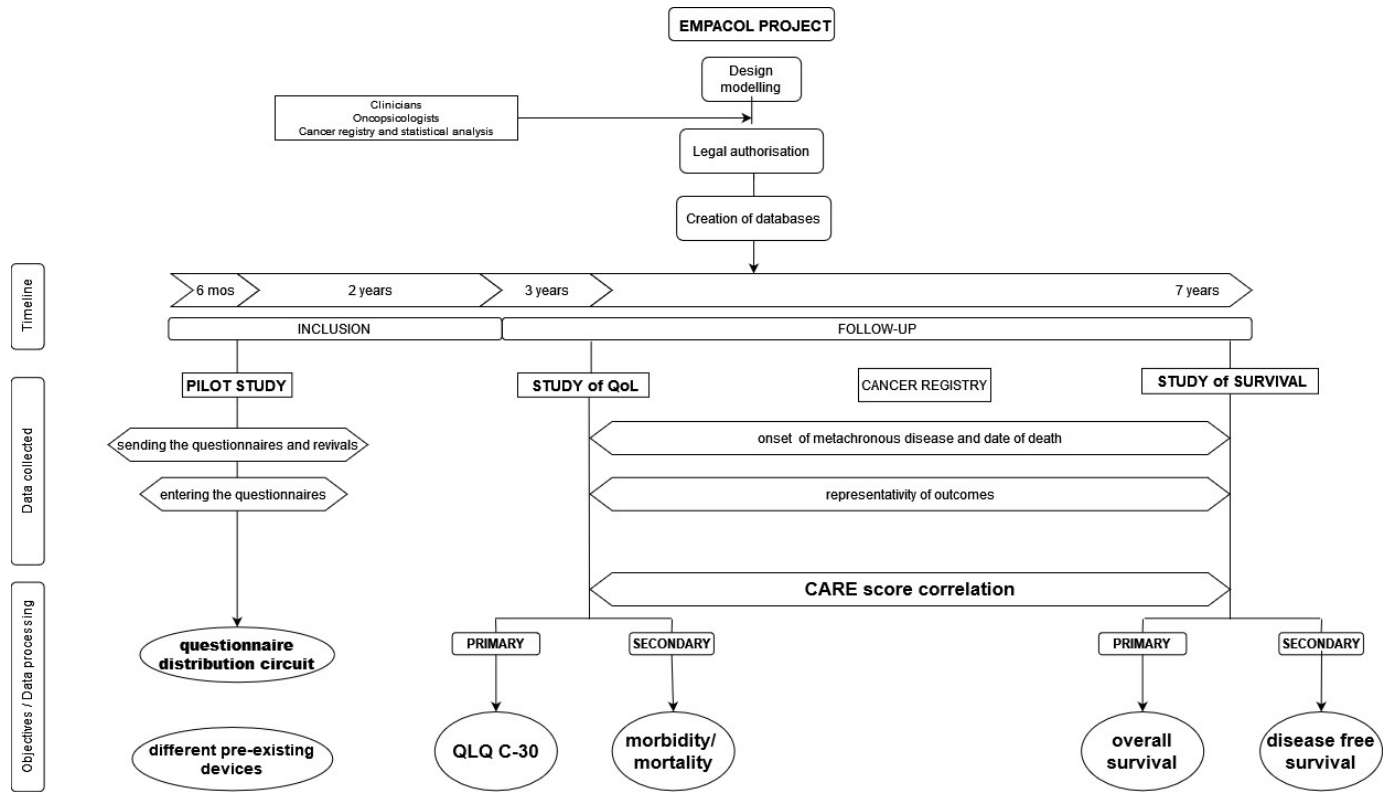 EMPACOL PROJECT
Design
modelling
Clinicians
Oncopsicologists
Cancer registry and statistical analysis
Legal authorisation
Creation of databases
Timeline
6 mos
2 years
3 years
7 years
INCLUSION
FOLLOW-UP
Data collected
PILOT STUDY
STUDY of QoL
CANCER REGISTRY
STUDY of SURVIVAL
sending the questionnaires and revivals
onset of metachronous disease and date of death
entering the questionnaires
representativity of outcomes
Objectives / Data processing
CARE score correlation
questionnaire
distribution circuit
PRIMARY
SECONDARY
PRIMARY
SECONDARY
different pre-existing
devices
QLQ C-30
morbidity/
mortality
overall
survival
disease free
survival